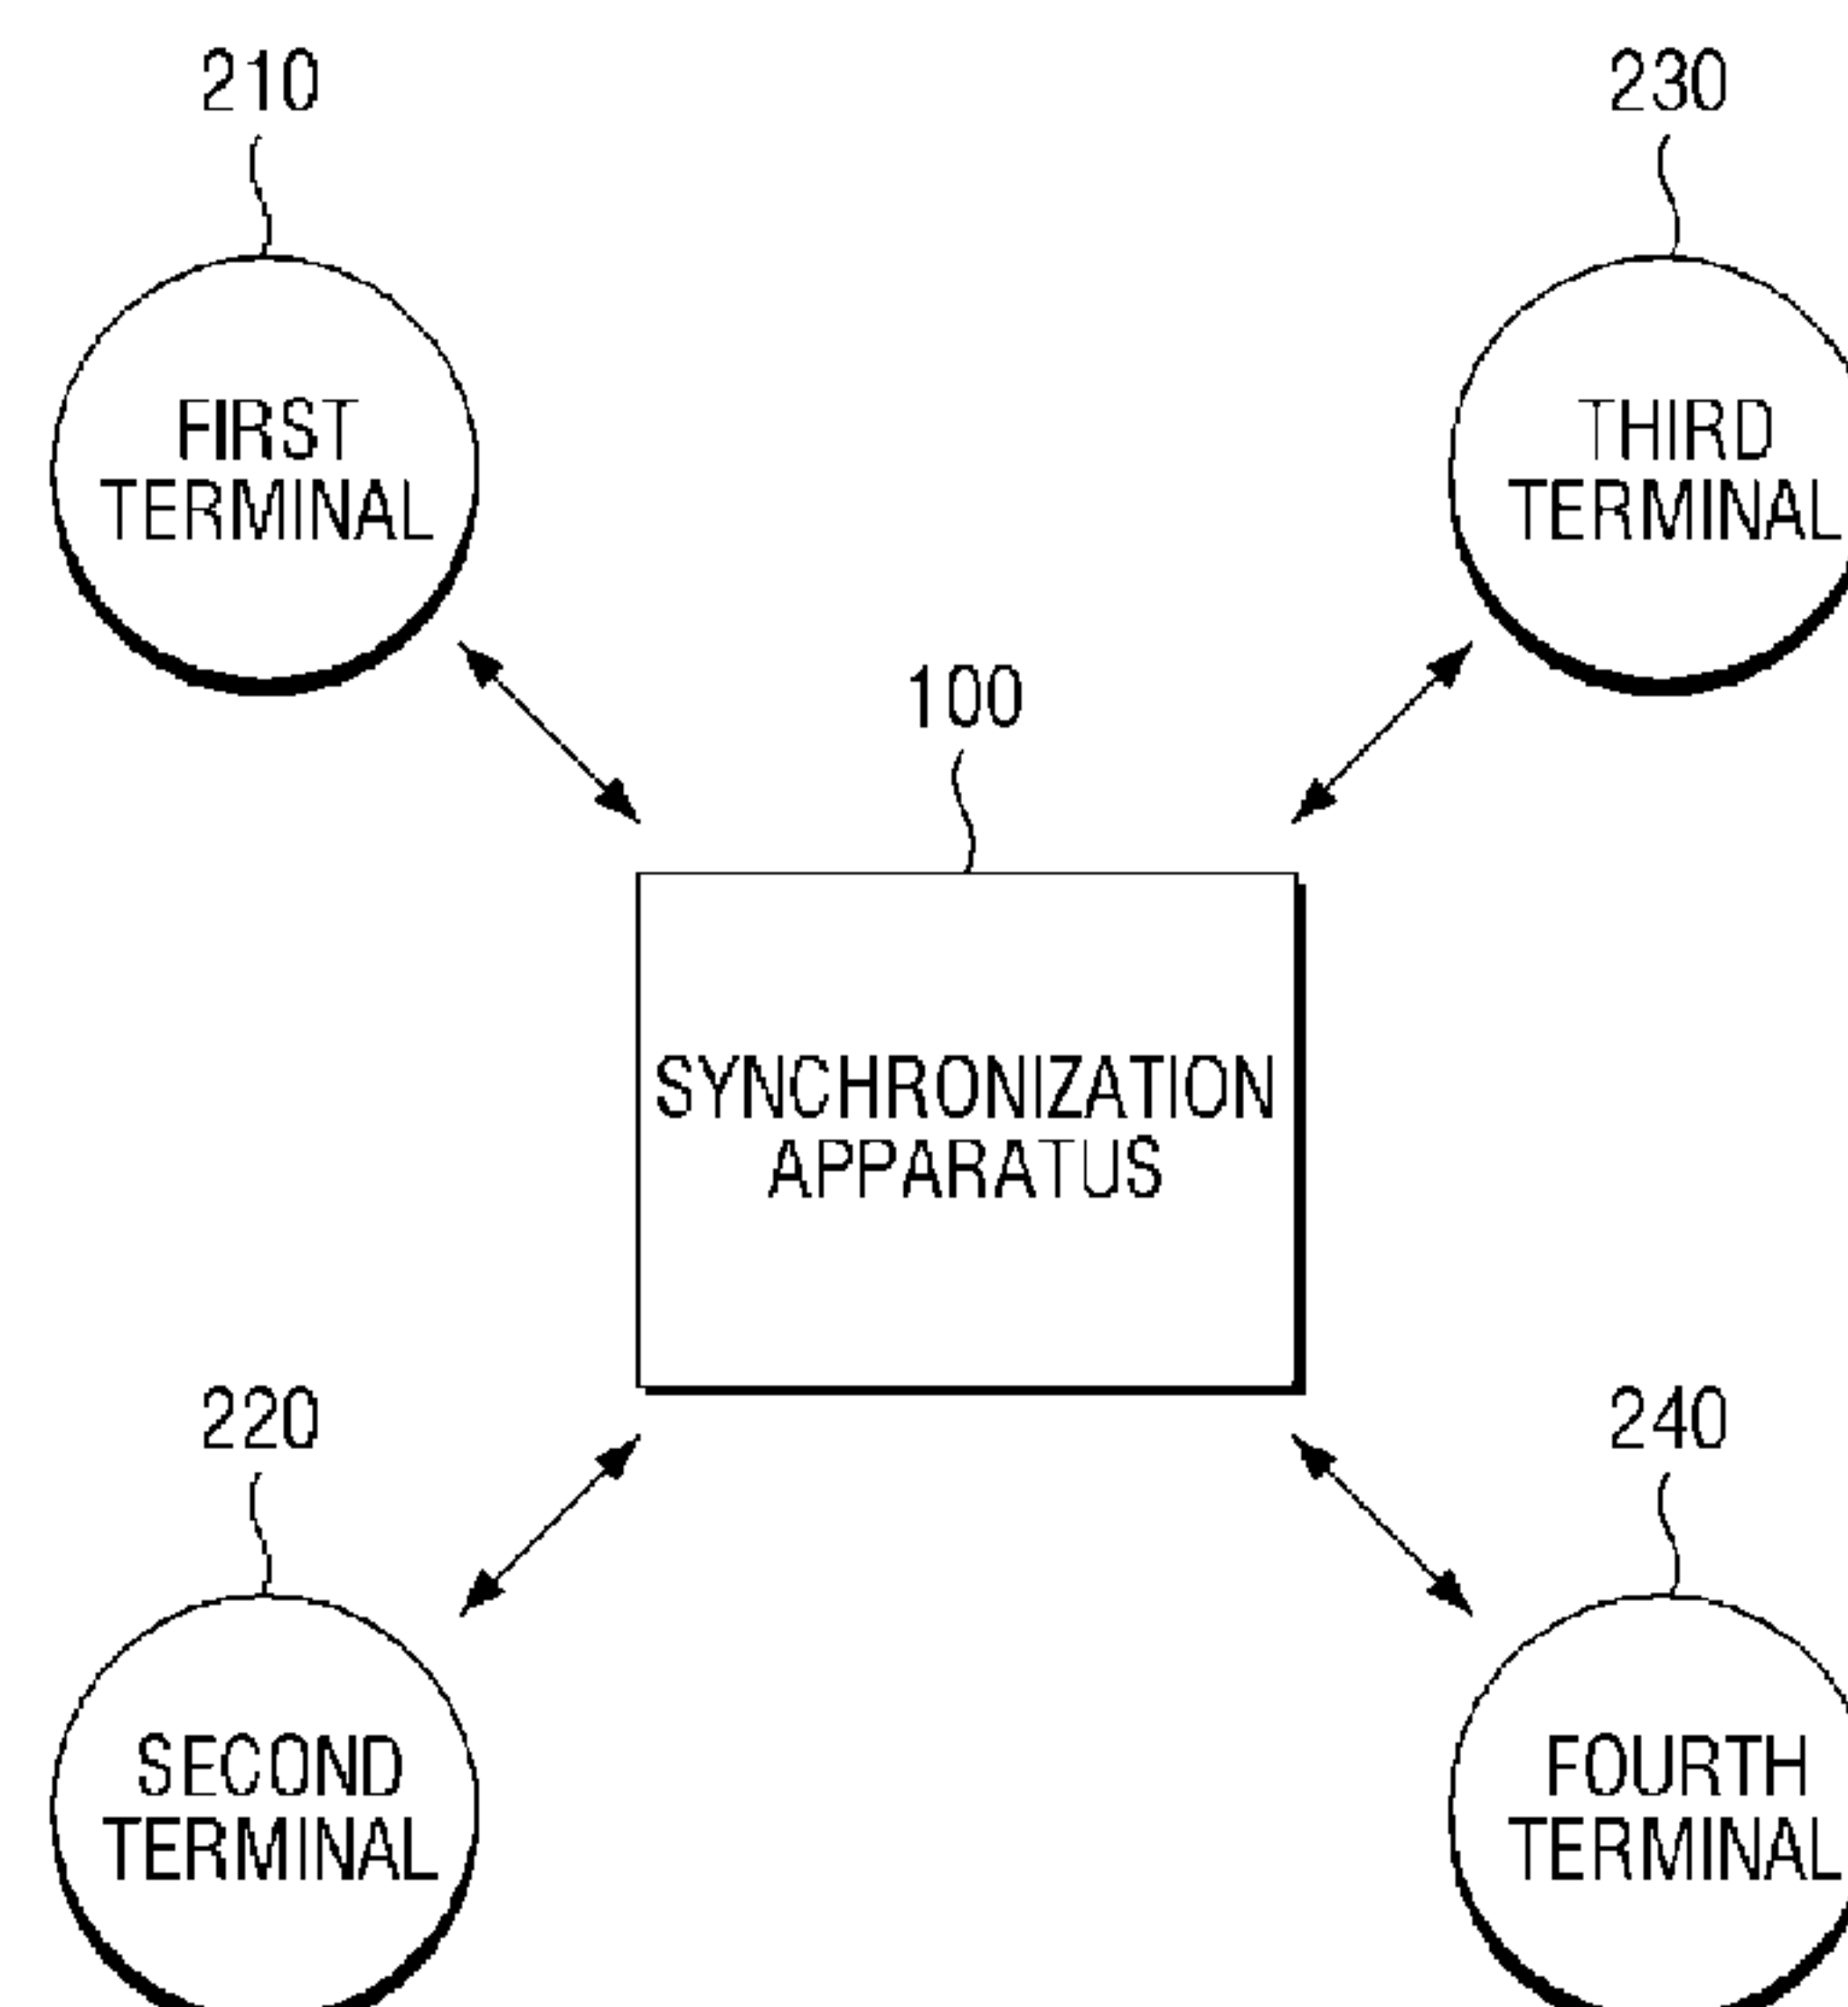 210
230
FIRST
TERMINAL
THIRD
TERMINAL
100
SYNCHRONIZATION
APPARATUS
220
240
SECOND
TERMINAL
FOURTH
TERMINAL